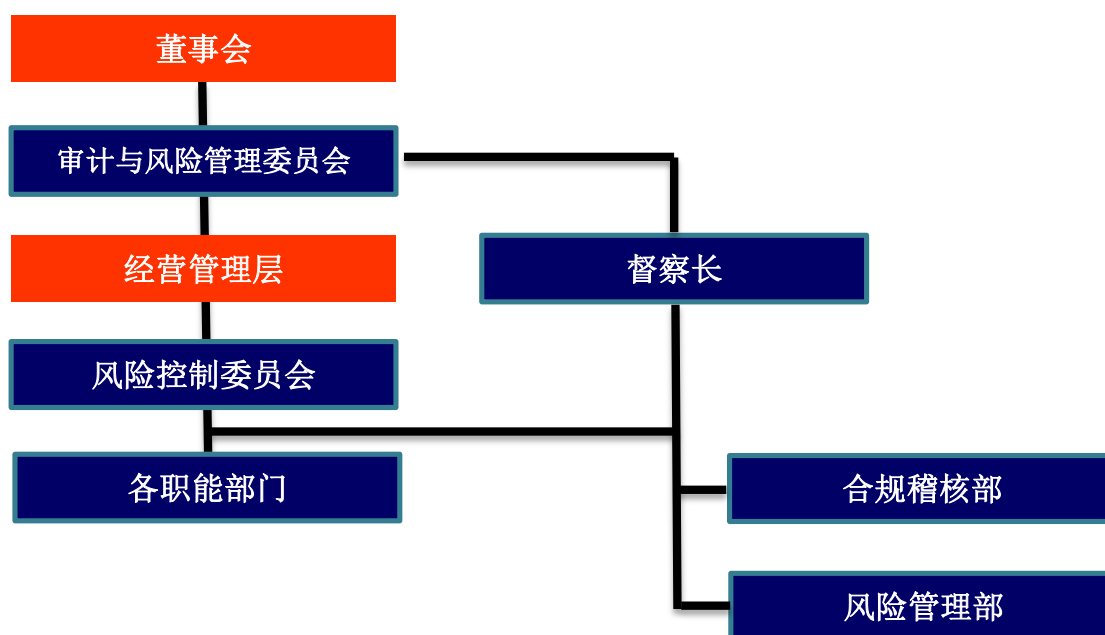 董事会
审计与风险管理委员会
经营管理层
督察长
风险控制委员会
各职能部门
合规稽核部
风险管理部